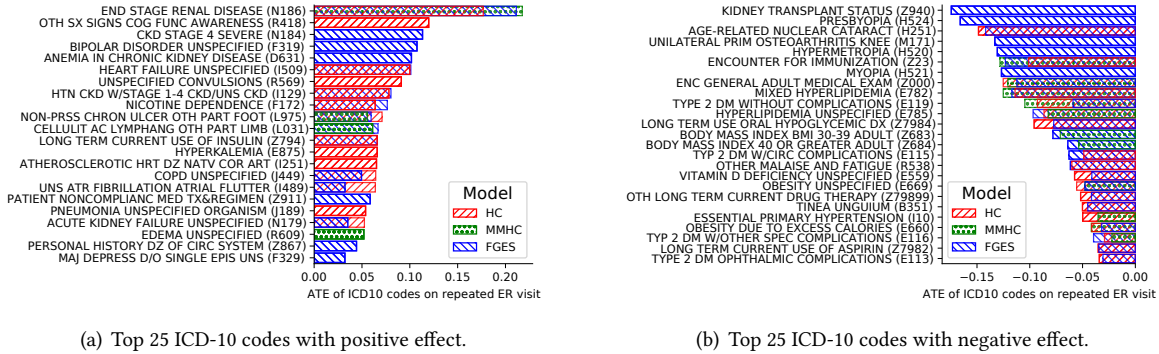 END STAGE RENAL DISEASE (N186)
OTH SX SIGNS COG FUNC AWARENESS (R418)
CKD STAGE 4 SEVERE (N184)
BIPOLAR DISORDER UNSPECIFIED (F319)
ANEMIA IN CHRONIC KIDNEY DISEASE (D631)
HEART FAILURE UNSPECIFIED (I509)
UNSPECIFIED CONVULSIONS (R569)
HTN CKD W/STAGE 1-4 CKD/UNS CKD (I129)
NICOTINE DEPENDENCE (F172)
NON-PRSS CHRON ULCER OTH PART FOOT (L975)
CELLULIT AC LYMPHANG OTH PART LIMB (L031)
LONG TERM CURRENT USE OF INSULIN (Z794)
HYPERKALEMIA (E875)
ATHEROSCLEROTIC HRT DZ NATV COR ART (I251)
COPD UNSPECIFIED (J449)
UNS ATR FIBRILLATION ATRIAL FLUTTER (I489)
PATIENT NONCOMPLIANC MED TX&REGIMEN (Z911)
PNEUMONIA UNSPECIFIED ORGANISM (J189)
ACUTE KIDNEY FAILURE UNSPECIFIED (N179)
EDEMA UNSPECIFIED (R609)
PERSONAL HISTORY DZ OF CIRC SYSTEM (Z867)
MAJ DEPRESS D/O SINGLE EPIS UNS (F329)
Model
HC
MMHC
FGES
0.00 0.05 0.10 0.15 0.20
ATE of ICD10 codes on repeated ER visit
(a) Top 25 ICD-10 codes with positive effect.
KIDNEY TRANSPLANT STATUS (Z940)
PRESBYOPIA (H524)
AGE-RELATED NUCLEAR CATARACT (H251)
UNILATERAL PRIM OSTEOARTHRITIS KNEE (M171)
HYPERMETROPIA (H520)
ENCOUNTER FOR IMMUNIZATION (Z23)
MYOPIA (H521)
ENC GENERAL ADULT MEDICAL EXAM (Z000)
MIXED HYPERLIPIDEMIA (E782)
TYPE 2 DM WITHOUT COMPLICATIONS (E119)
HYPERLIPIDEMIA UNSPECIFIED (E785)
LONG TERM USE ORAL HYPOGLYCEMIC DX (Z7984)
BODY MASS INDEX BMI 30-39 ADULT (Z683)
BODY MASS INDEX 40 OR GREATER ADULT (Z684)
TYP 2 DM W/CIRC COMPLICATIONS (E115)
OTHER MALAISE AND FATIGUE (R538)
VITAMIN D DEFICIENCY UNSPECIFIED (E559)
OBESITY UNSPECIFIED (E669)
OTH LONG TERM CURRENT DRUG THERAPY (Z79899)
TINEA UNGUIUM (B351)
ESSENTIAL PRIMARY HYPERTENSION (I10)
OBESITY DUE TO EXCESS CALORIES (E660)
TYP 2 DM W/OTHER SPEC COMPLICATIONS (E116)
LONG TERM CURRENT USE OF ASPIRIN (Z7982)
TYPE 2 DM OPHTHALMIC COMPLICATIONS (E113)
Model
HC
MMHC
FGES
−0.15 −0.10 −0.05 0.00
ATE of ICD10 codes on repeated ER visit
(b) Top 25 ICD-10 codes with negative effect.